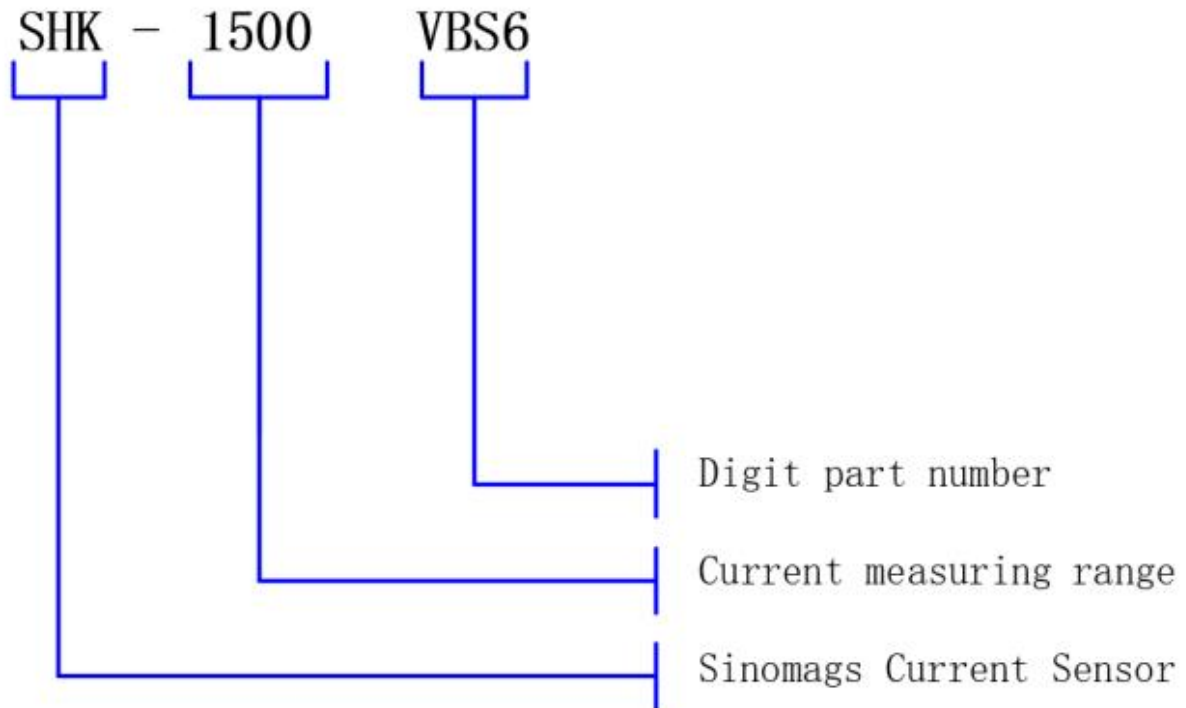 SHK - 1500 VBS6
Digit part number
Current measuring range
Sinomags Current Sensor